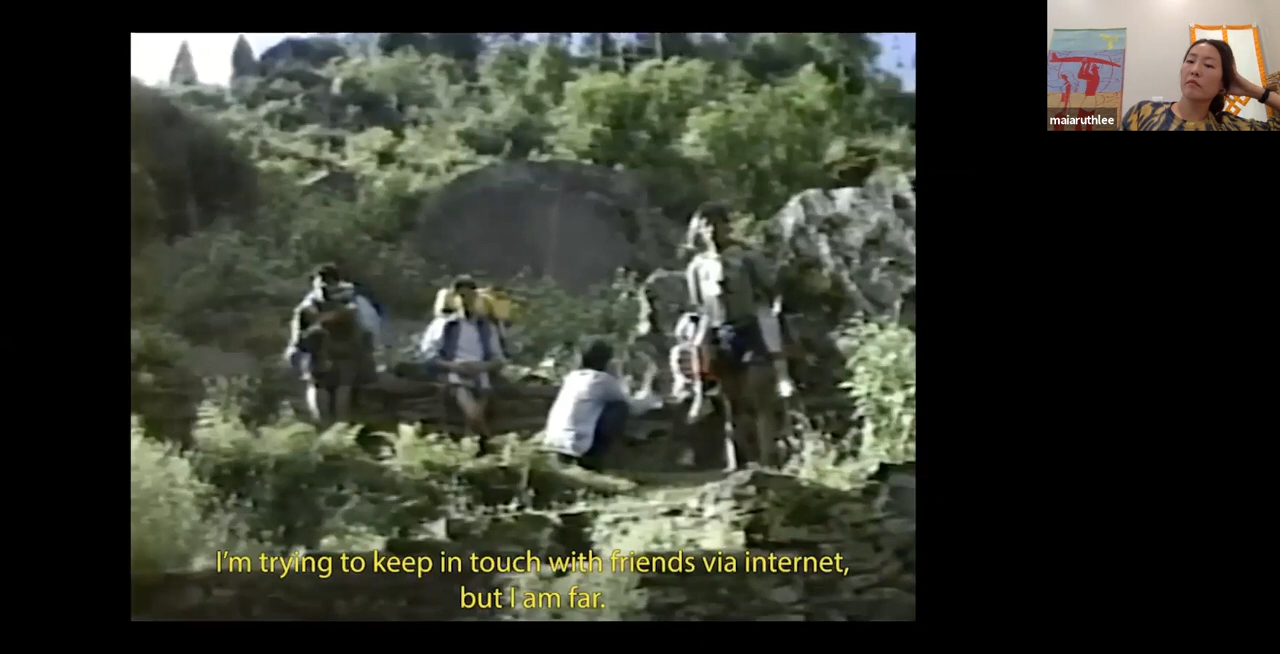 maiaruthlee
I'm trying to keep in touch with friends via internet,
but I am far.